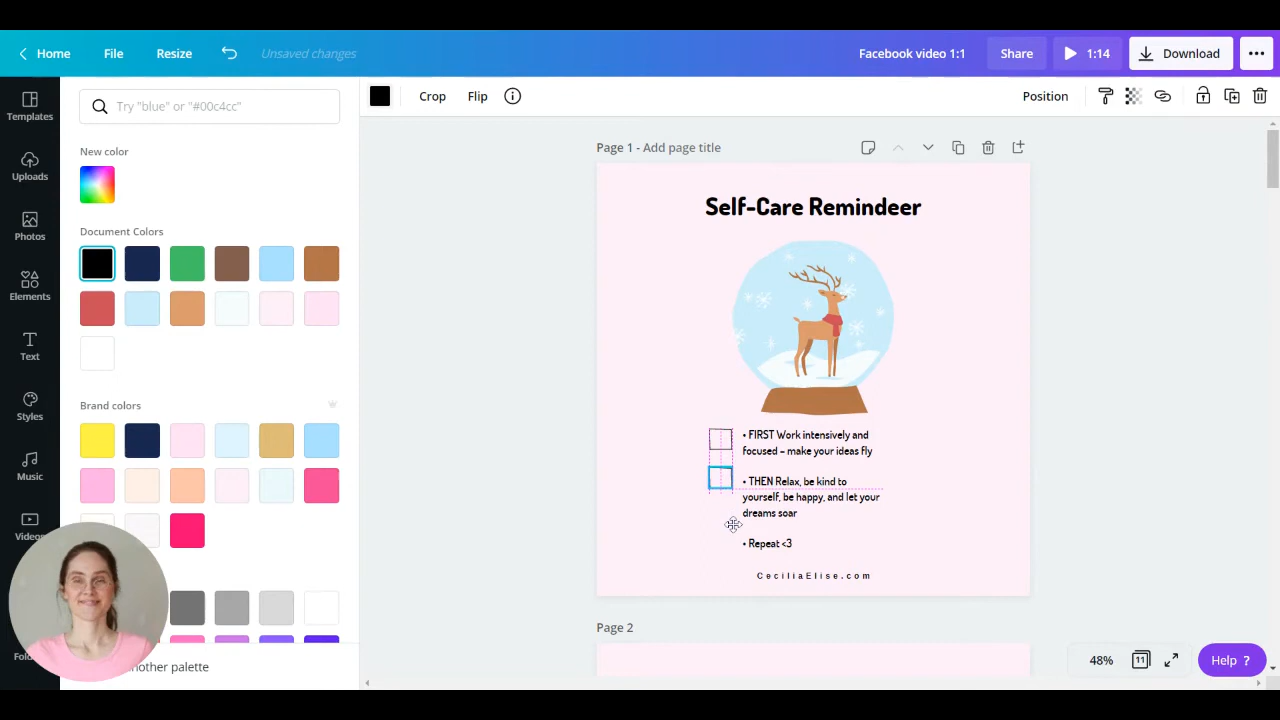 Home File Resize Unsaved changes Facebook video 1:1 Share 1:14 Download
Templates
Uploads
Photos
Elements
Text
Styles
Music
Videos
Try "blue" or "#00c4cc"
New color
Document Colors
Brand colors
palette
Crop Flip Position
Page 1 - Add page title
Self-Care Remindeer
• FIRST Work intensively and
focused – make your ideas fly
• THEN Relax, be kind to
yourself, be happy, and let your
dreams soar
• Repeat <3
CeciliaElise.com
Page 2
48% 11 Help ?